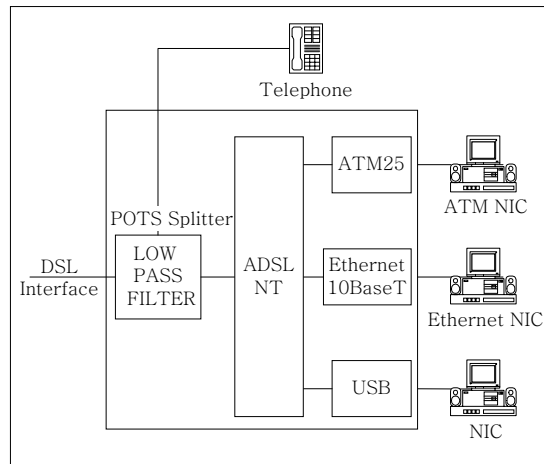 Telephone
ATM25
ATM NIC
POTS Splitter
DSL
Interface
LOW
PASS
FILTER
ADSL
NT
Ethernet
10BaseT
Ethernet NIC
USB
NIC